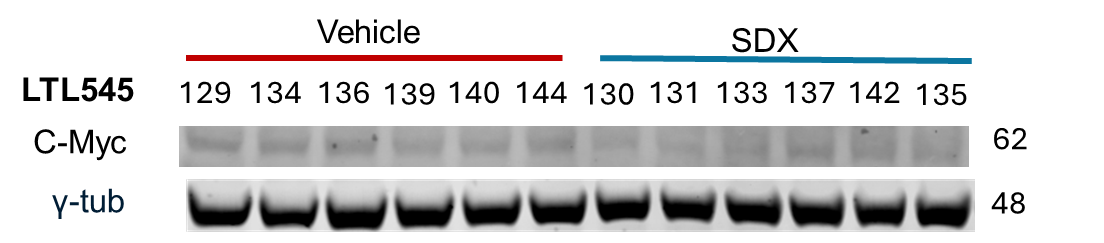 Vehicle SDX
LTL545 129 134 136 139 140 144 130 131 133 137 142 135
C-Myc 62
γ-tub 48